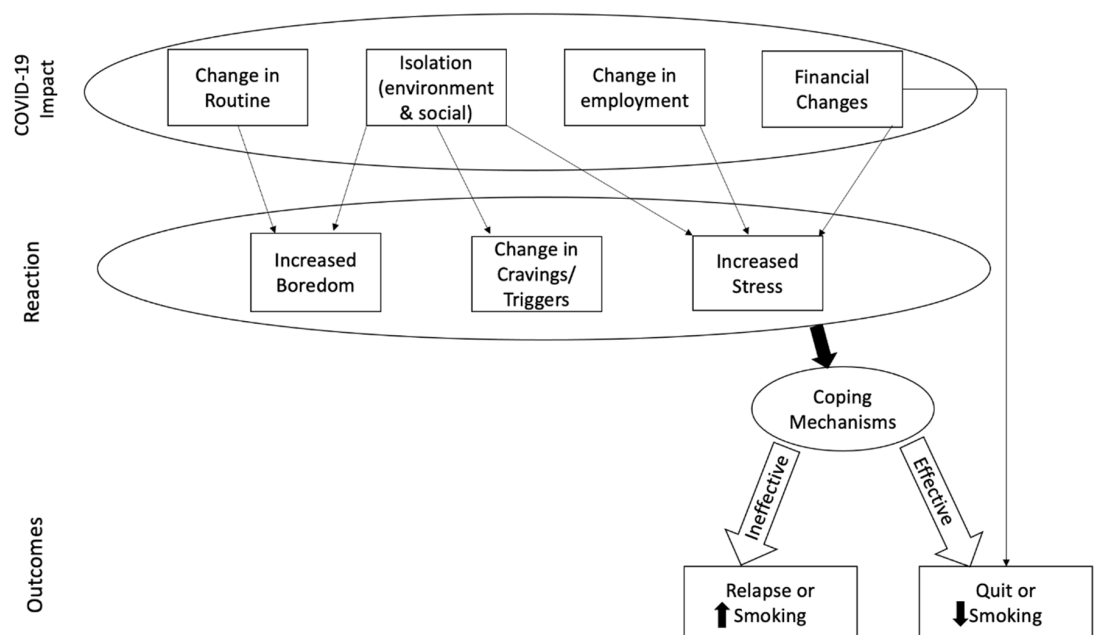 COVID-19
Impact
Change in
Routine
Isolation
(environment
& social)
Change in
employment
Financial
Changes
Reaction
Increased
Boredom
Change in
Cravings/
Triggers
Increased
Stress
Coping
Mechanisms
Ineffective
Effective
Outcomes
Relapse or
Smoking
Quit or
Smoking